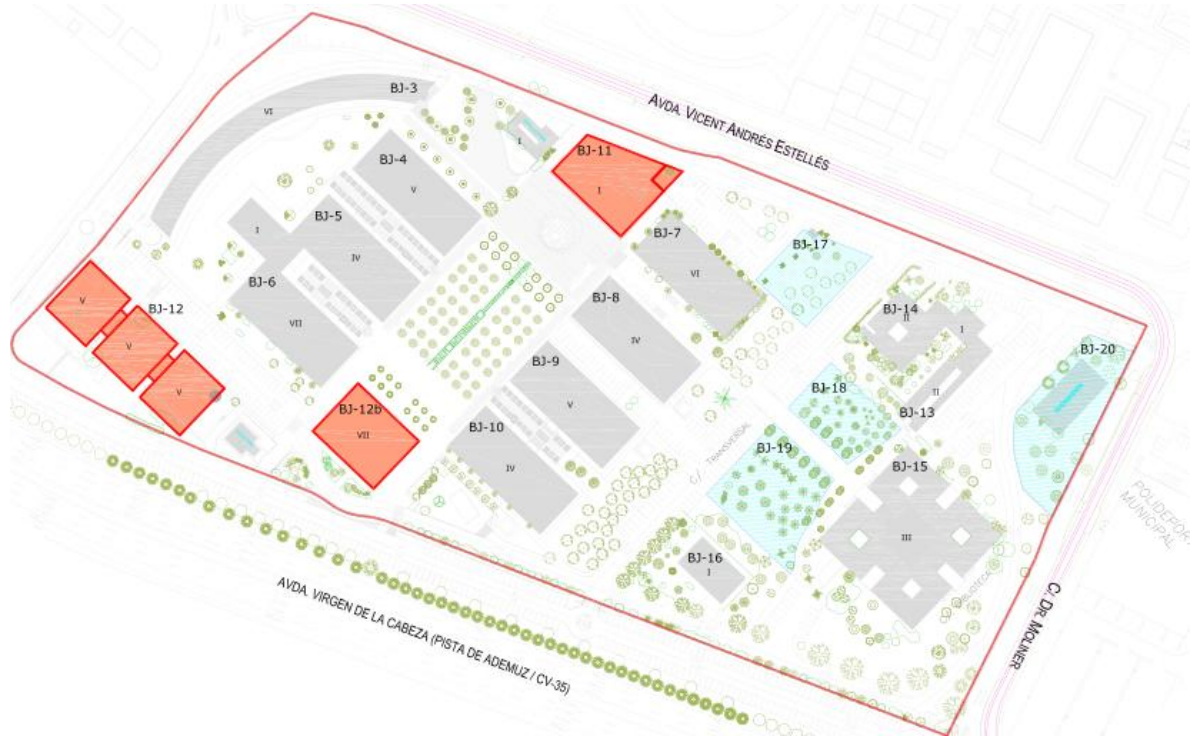 BJ-3
VI
AVDA. VICENT ANDRÉS ESTELLÉS
BJ-4
V
I
BJ-11
I
BJ-5
IV
I
BJ-6
VII
BJ-7
VI
BJ-17
BJ-12
V
V
V
BJ-8
IV
BJ-14
II
I
BJ-20
BJ-9
V
BJ-18
II
BJ-13
BJ-12b
VII
BJ-10
IV
C/ TRANSVERSAL
BJ-19
BJ-15
III
BIBLIOTECA
BJ-16
I
POLIDEPOR
MUNICIPAL
C/. DR. MOLINER
AVDA. VIRGEN DE LA CABEZA (PISTA DE ADEMUZ / CV-35)